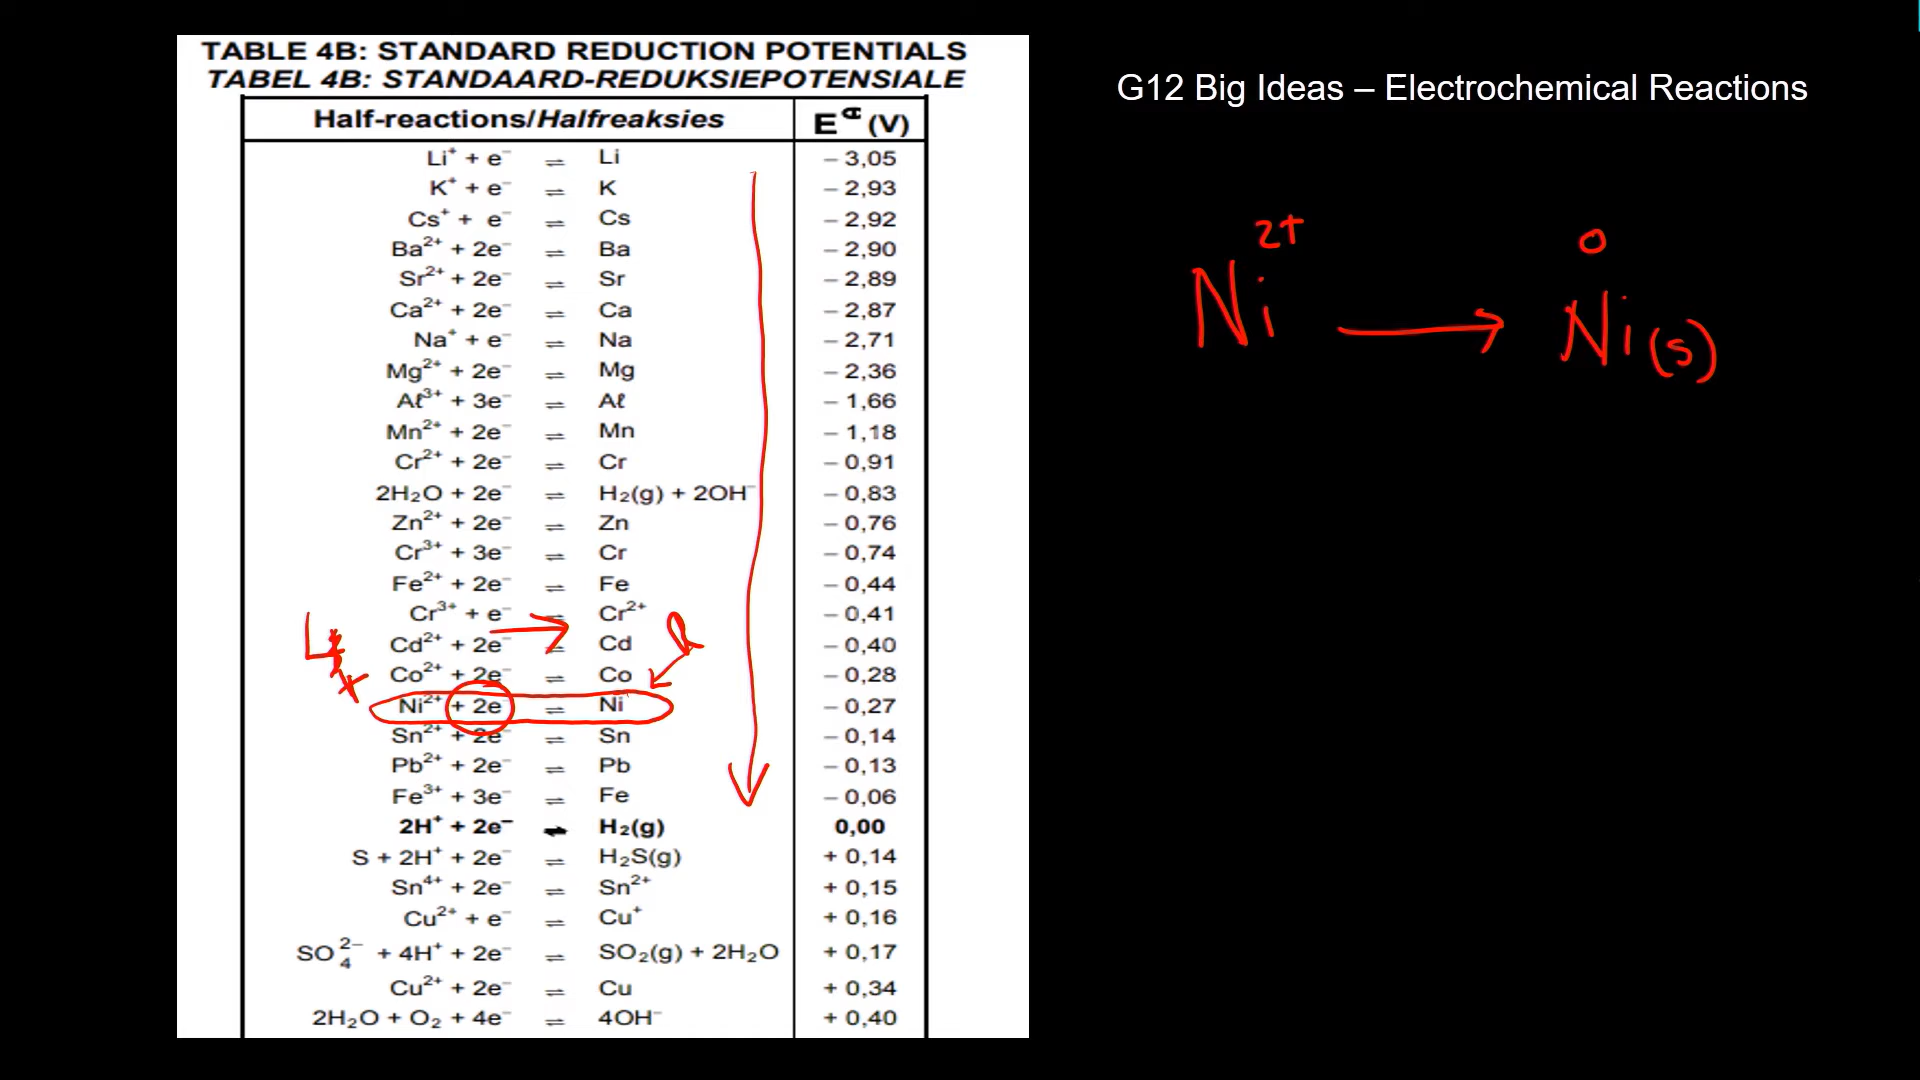 TABLE 4B: STANDARD REDUCTION POTENTIALS
TABEL 4B: STANDAARD-REDUKSIEPOTENSIALE
Half-reactions/Halfreaksies E⊖ (V)
Li⁺ + e⁻ ⇌ Li – 3,05
K⁺ + e⁻ ⇌ K – 2,93
Cs⁺ + e⁻ ⇌ Cs – 2,92
Ba²⁺ + 2e⁻ ⇌ Ba – 2,90
Sr²⁺ + 2e⁻ ⇌ Sr – 2,89
Ca²⁺ + 2e⁻ ⇌ Ca – 2,87
Na⁺ + e⁻ ⇌ Na – 2,71
Mg²⁺ + 2e⁻ ⇌ Mg – 2,36
Aℓ³⁺ + 3e⁻ ⇌ Aℓ – 1,66
Mn²⁺ + 2e⁻ ⇌ Mn – 1,18
Cr²⁺ + 2e⁻ ⇌ Cr – 0,91
2H₂O + 2e⁻ ⇌ H₂(g) + 2OH⁻ – 0,83
Zn²⁺ + 2e⁻ ⇌ Zn – 0,76
Cr³⁺ + 3e⁻ ⇌ Cr – 0,74
Fe²⁺ + 2e⁻ ⇌ Fe – 0,44
Cr³⁺ + e⁻ ⇌ Cr²⁺ – 0,41
Cd²⁺ + 2e⁻ ⇌ Cd – 0,40
Co²⁺ + 2e⁻ ⇌ Co – 0,28
Ni²⁺ + 2e⁻ ⇌ Ni – 0,27
Sn²⁺ + 2e⁻ ⇌ Sn – 0,14
Pb²⁺ + 2e⁻ ⇌ Pb – 0,13
Fe³⁺ + 3e⁻ ⇌ Fe – 0,06
2H⁺ + 2e⁻ ⇌ H₂(g) 0,00
S + 2H⁺ + 2e⁻ ⇌ H₂S(g) + 0,14
Sn⁴⁺ + 2e⁻ ⇌ Sn²⁺ + 0,15
Cu²⁺ + e⁻ ⇌ Cu⁺ + 0,16
SO₄²⁻ + 4H⁺ + 2e⁻ ⇌ SO₂(g) + 2H₂O + 0,17
Cu²⁺ + 2e⁻ ⇌ Cu + 0,34
2H₂O + O₂ + 4e⁻ ⇌ 4OH⁻ + 0,40
G12 Big Ideas – Electrochemical Reactions
2+ 0
Ni → Ni(s)